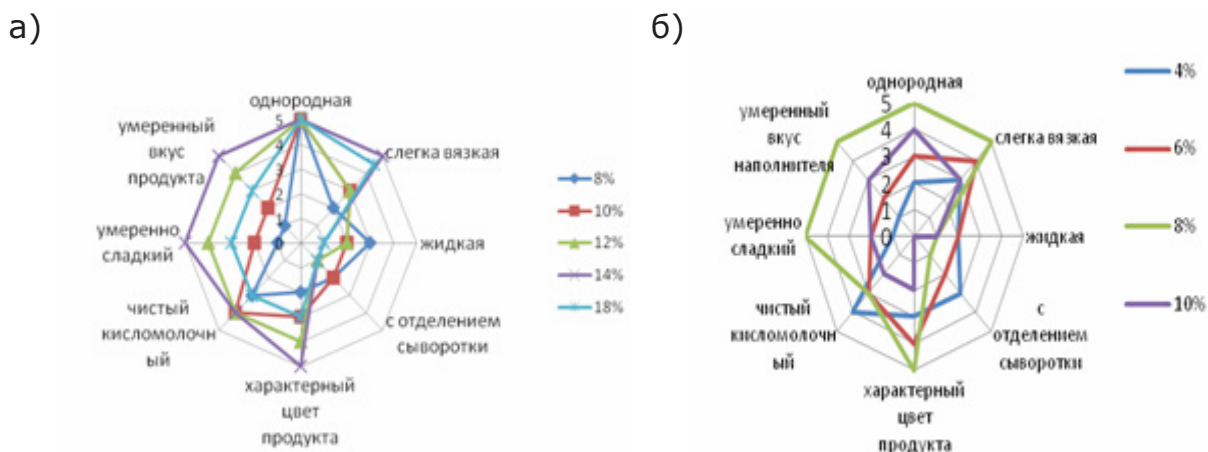 а)
однородная
5
4
3
2
1
0
слегка вязкая
жидкая
с отделением
сыворотки
характерный
цвет
продукта
чистый
кисломолоч
ный
умеренно
сладкий
умеренный
вкус
продукта
8%
10%
12%
14%
18%
б)
однородная
5
4
3
2
1
0
слегка вязкая
жидкая
с
отделением
сыворотки
характерный
цвет
продукта
чистый
кисломолочн
ый
умеренно
сладкий
умеренный
вкус
наполнителя
4%
6%
8%
10%